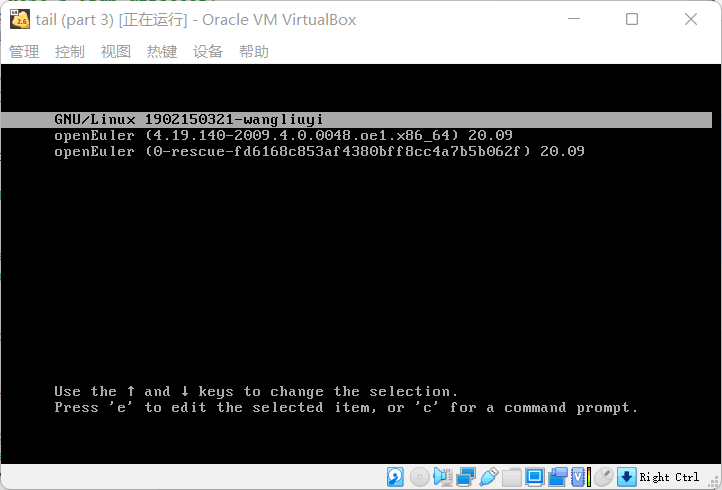 tail (part 3) [正在运行] - Oracle VM VirtualBox
管理 控制 视图 热键 设备 帮助
GNU/Linux 1902150321-wangliuyi
openEuler (4.19.140-2009.4.0.0048.oe1.x86_64) 20.09
openEuler (0-rescue-fd6168c853af4380bff8cc4a7b5b062f) 20.09
Use the ↑ and ↓ keys to change the selection.
Press 'e' to edit the selected item, or 'c' for a command prompt.
Right Ctrl